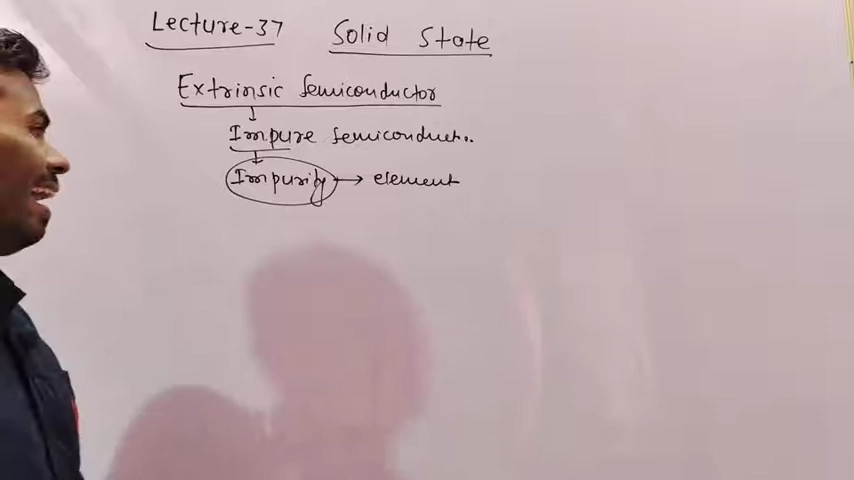 Lecture-37 Solid State
Extrinsic Semiconductor
Impure Semiconduct..
Impurity → element